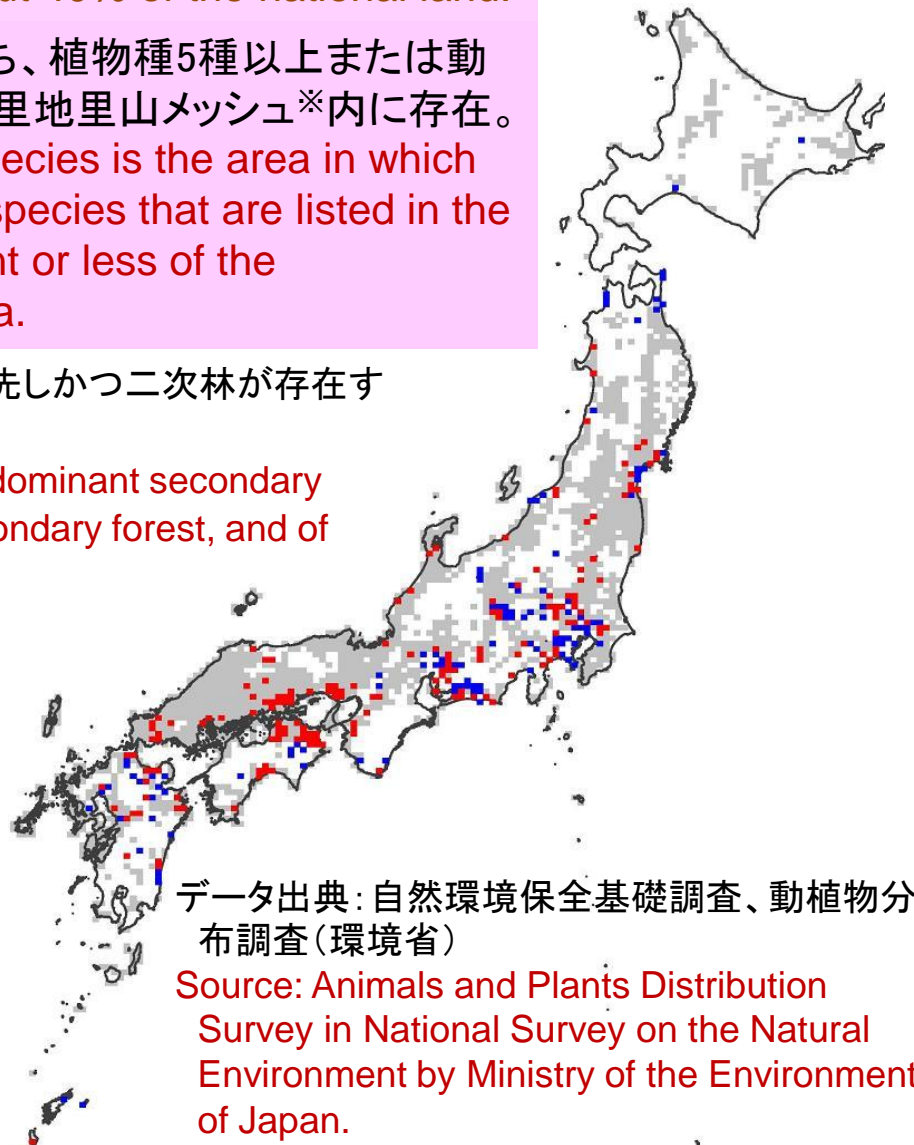 ち、植物種5種以上または動
里地里山メッシュ※内に存在。
ecies is the area in which
species that are listed in the
nt or less of the
a.
先しかつ二次林が存在す
dominant secondary
ondary forest, and of
データ出典：自然環境保全基礎調査、動植物分
布調査（環境省）
Source: Animals and Plants Distribution
Survey in National Survey on the Natural
Environment by Ministry of the Environment
of Japan.